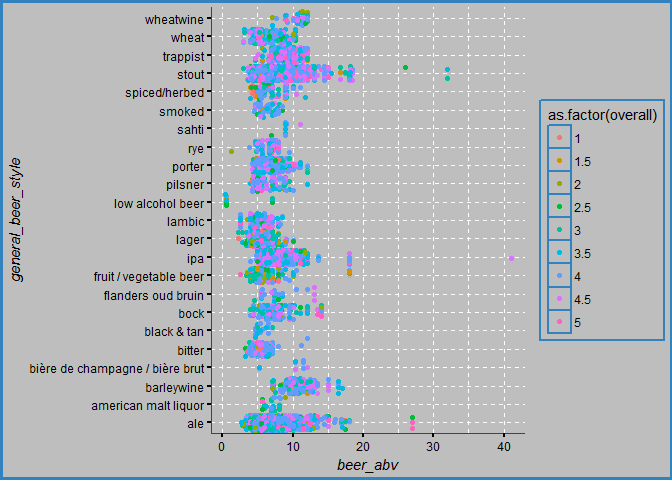 wheatwine
wheat
trappist
stout
spiced/herbed
smoked
sahti
rye
porter
pilsner
low alcohol beer
lambic
lager
ipa
fruit / vegetable beer
flanders oud bruin
bock
black & tan
bitter
bière de champagne / bière brut
barleywine
american malt liquor
ale
general_beer_style
0 10 20 30 40
beer_abv
as.factor(overall)
1
1.5
2
2.5
3
3.5
4
4.5
5